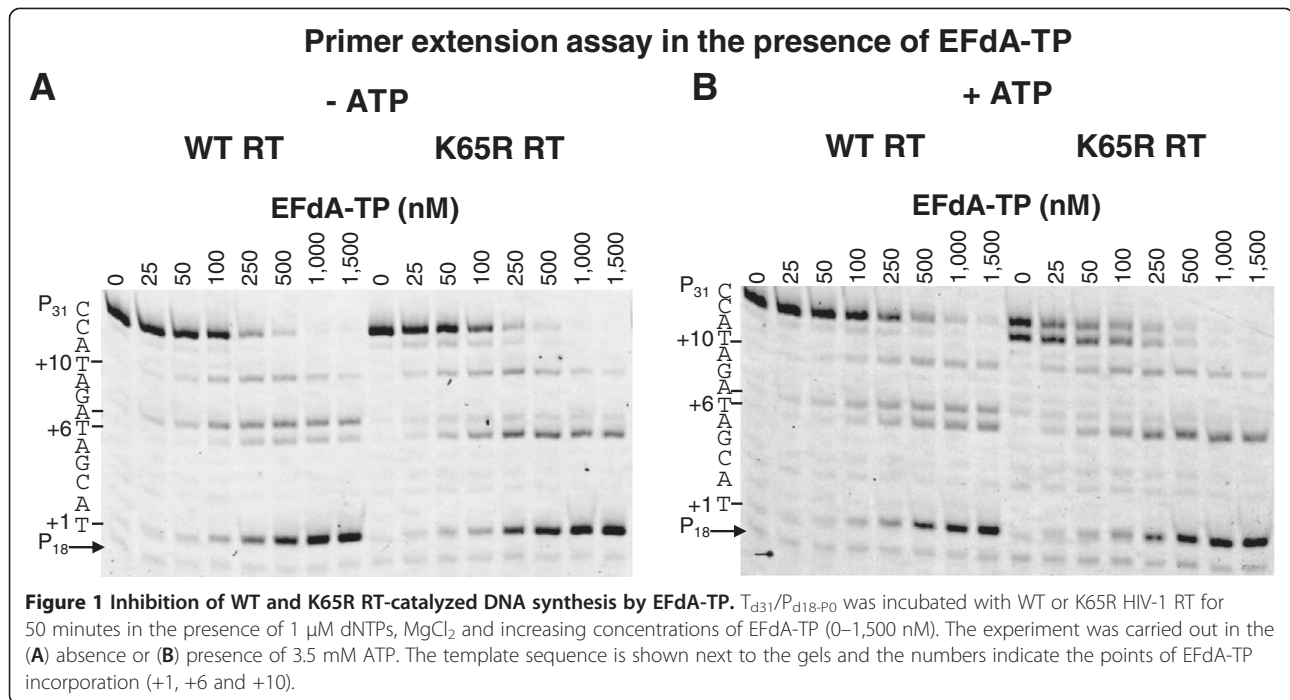 Primer extension assay in the presence of EFdA-TP
A
- ATP
WT RT
K65R RT
EFdA-TP (nM)
0 25 50 100 250 500 1,000 1,500 0 25 50 100 250 500 1,000 1,500
P31
C
C
A
+10 T
A
G
A
+6 T
A
G
C
A
+1 T
P18
B
+ ATP
WT RT
K65R RT
EFdA-TP (nM)
0 25 50 100 250 500 1,000 1,500 0 25 50 100 250 500 1,000 1,500
P31
C
C
A
+10 T
A
G
A
+6 T
A
G
C
A
+1 T
P18
Figure 1 Inhibition of WT and K65R RT-catalyzed DNA synthesis by EFdA-TP. Td31/Pd18-P0 was incubated with WT or K65R HIV-1 RT for
50 minutes in the presence of 1 μM dNTPs, MgCl2 and increasing concentrations of EFdA-TP (0–1,500 nM). The experiment was carried out in the
(A) absence or (B) presence of 3.5 mM ATP. The template sequence is shown next to the gels and the numbers indicate the points of EFdA-TP
incorporation (+1, +6 and +10).